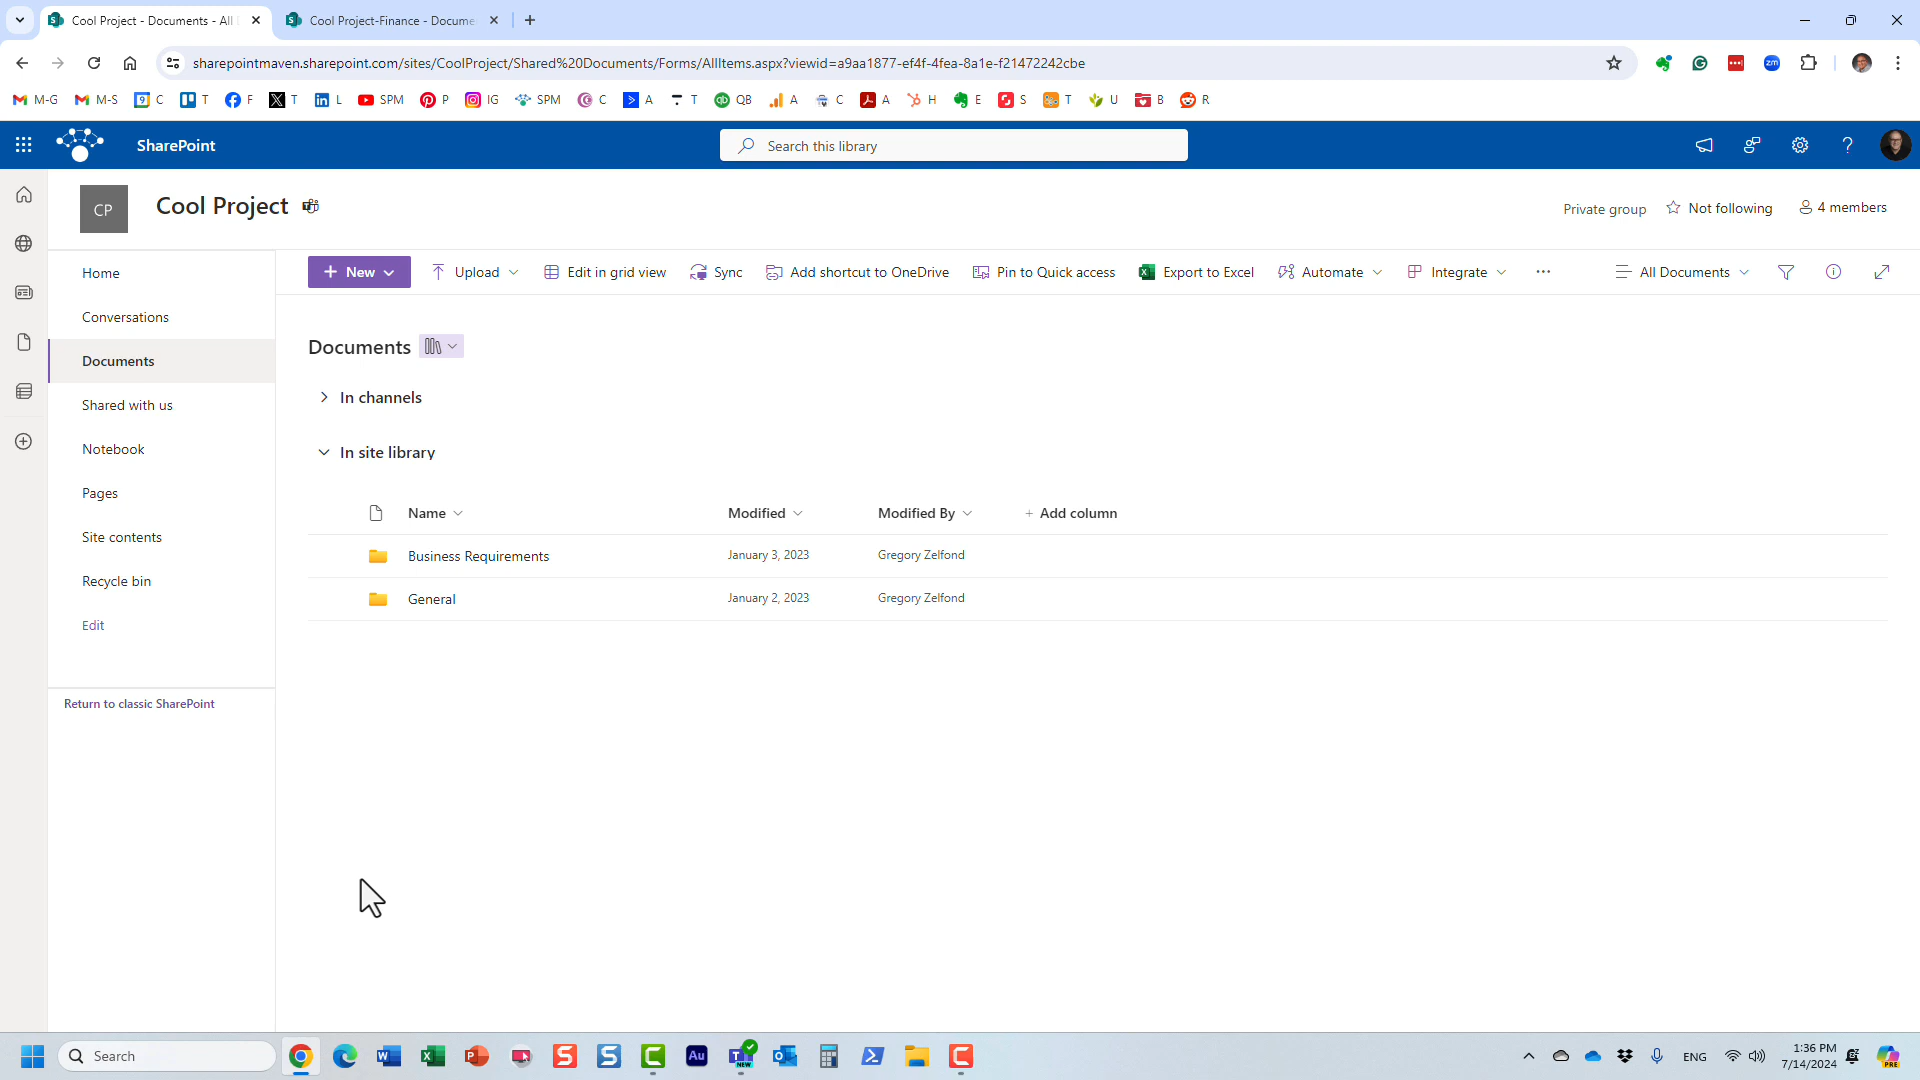 Cool Project - Documents - All
Cool Project-Finance - Docume
sharepointmaven.sharepoint.com/sites/CoolProject/Shared%20Documents/Forms/AllItems.aspx?viewid=a9aa1877-ef4f-4fea-8a1e-f21472242cbe
M-G M-S C T F T L SPM P IG SPM C A T QB A C A H E S T U B R
SharePoint
Search this library
CP
Cool Project
Private group
Not following
4 members
Home
Conversations
Documents
Shared with us
Notebook
Pages
Site contents
Recycle bin
Edit
Return to classic SharePoint
+ New Upload Edit in grid view Sync Add shortcut to OneDrive Pin to Quick access Export to Excel Automate Integrate ... All Documents
Documents
In channels
In site library
Name Modified Modified By + Add column
Business Requirements January 3, 2023 Gregory Zelfond
General January 2, 2023 Gregory Zelfond
Search
Au
NEW
ENG
1:36 PM
7/14/2024
PRE